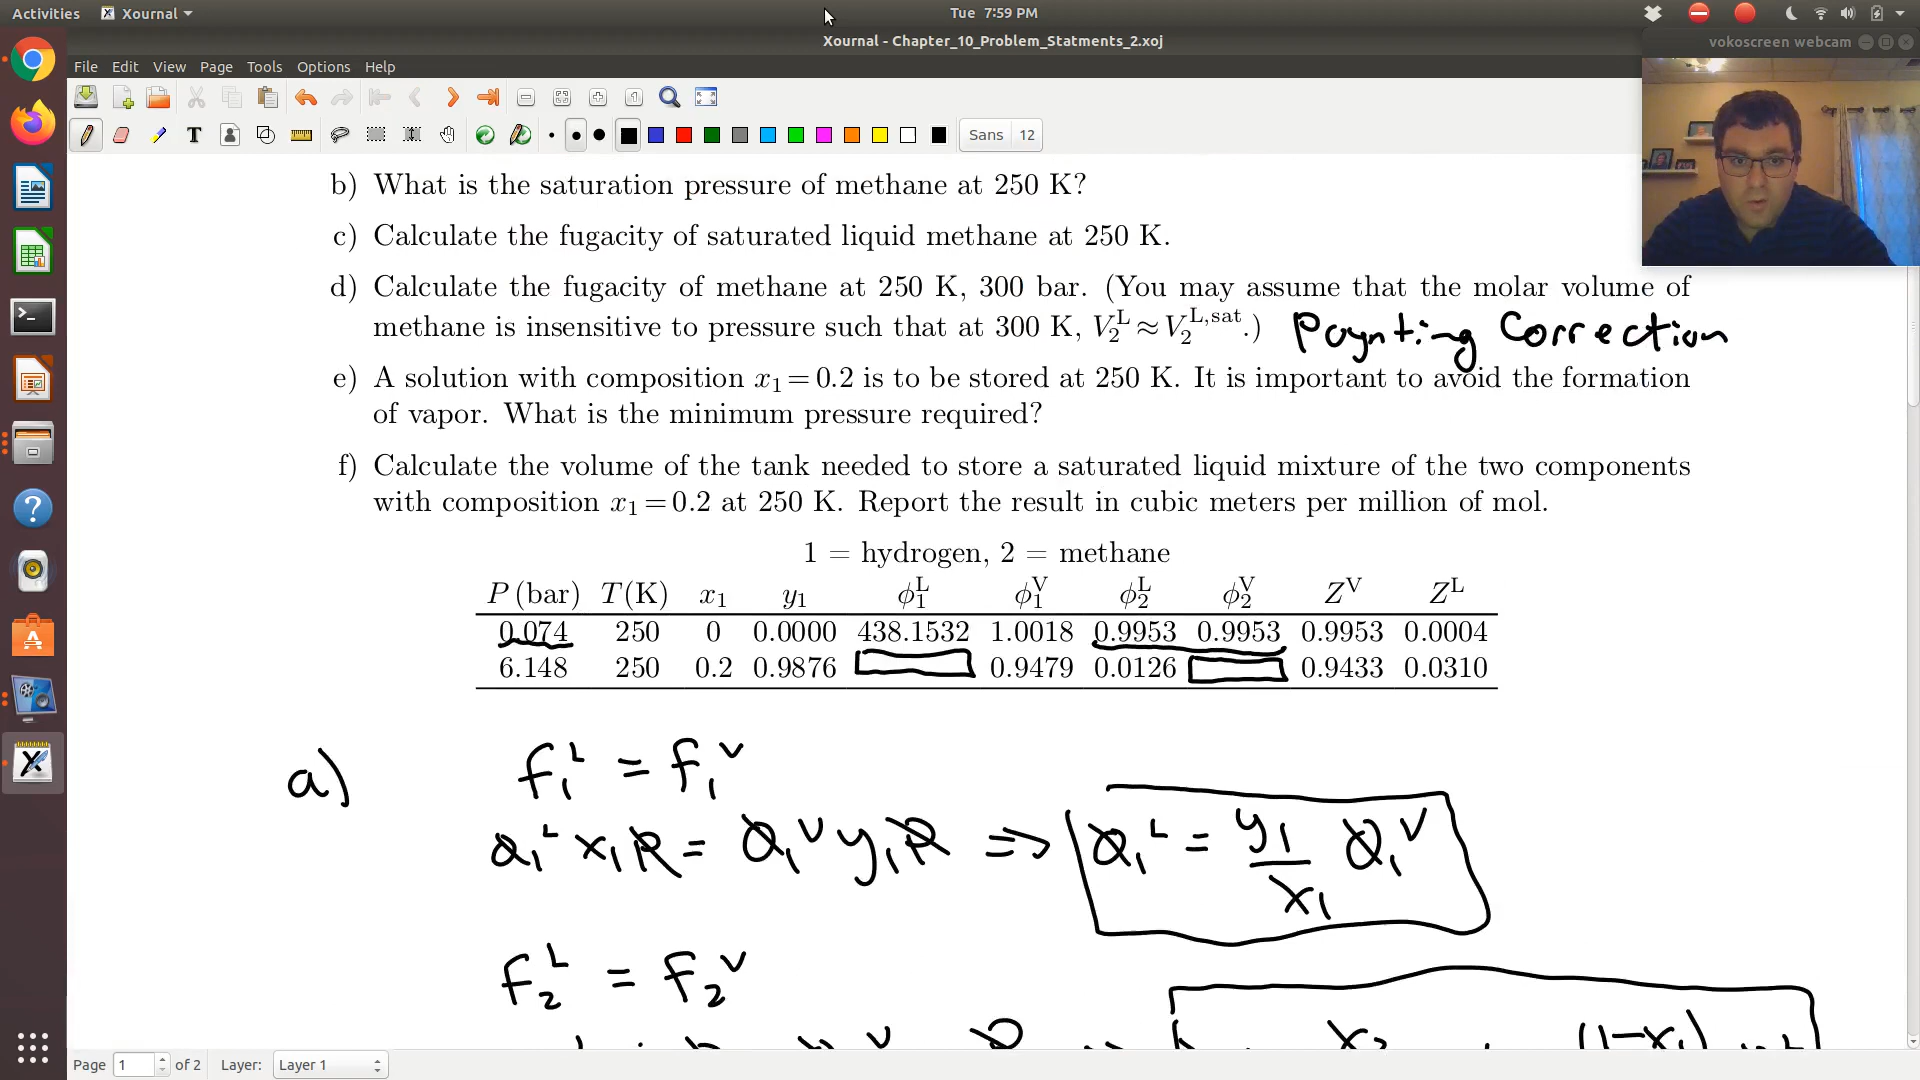 Activities Xournal Tue 7:59 PM
Xournal - Chapter_10_Problem_Statments_2.xoj
vokoscreen webcam
File Edit View Page Tools Options Help
Sans 12
b) What is the saturation pressure of methane at 250 K?
c) Calculate the fugacity of saturated liquid methane at 250 K.
d) Calculate the fugacity of methane at 250 K, 300 bar. (You may assume that the molar volume of
methane is insensitive to pressure such that at 300 K, V₂ᴸ ≈ V₂ᴸ,ˢᵃᵗ.) Poynting Correction
e) A solution with composition x₁ = 0.2 is to be stored at 250 K. It is important to avoid the formation
of vapor. What is the minimum pressure required?
f) Calculate the volume of the tank needed to store a saturated liquid mixture of the two components
with composition x₁ = 0.2 at 250 K. Report the result in cubic meters per million of mol.
1 = hydrogen, 2 = methane
P (bar) T(K) x₁ y₁ ϕ₁ᴸ ϕ₁ⱽ ϕ₂ᴸ ϕ₂ⱽ Zⱽ Zᴸ
0.074 250 0 0.0000 438.1532 1.0018 0.9953 0.9953 0.9953 0.0004
6.148 250 0.2 0.9876 0.9479 0.0126 0.9433 0.0310
a) f₁ᴸ = f₁ⱽ
ϕ₁ᴸ x₁ P = ϕ₁ⱽ y₁ P ⇒ ϕ₁ᴸ = y₁/x₁ ϕ₁ⱽ
f₂ᴸ = f₂ⱽ
(1-x₁)
Page 1 of 2 Layer: Layer 1